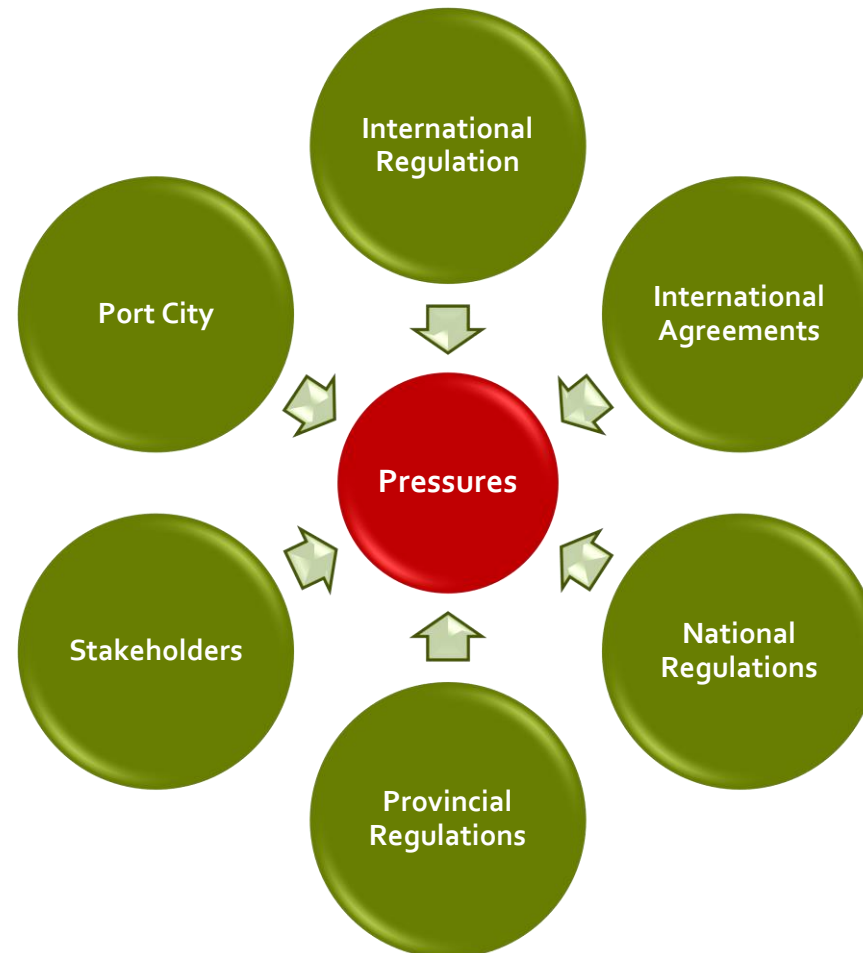 International
Regulation
Port City
International
Agreements
Pressures
Stakeholders
National
Regulations
Provincial
Regulations